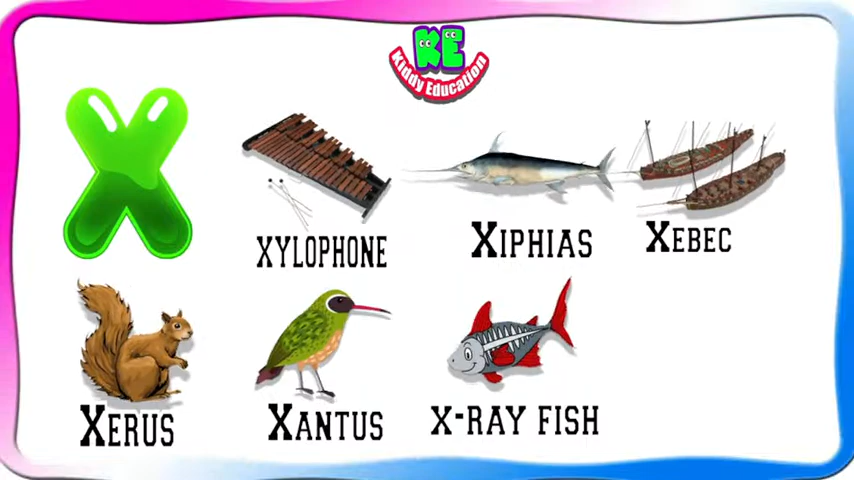 KE
Kiddy Education
X
XYLOPHONE
XIPHIAS
XEBEC
XERUS
XANTUS
X-RAY FISH